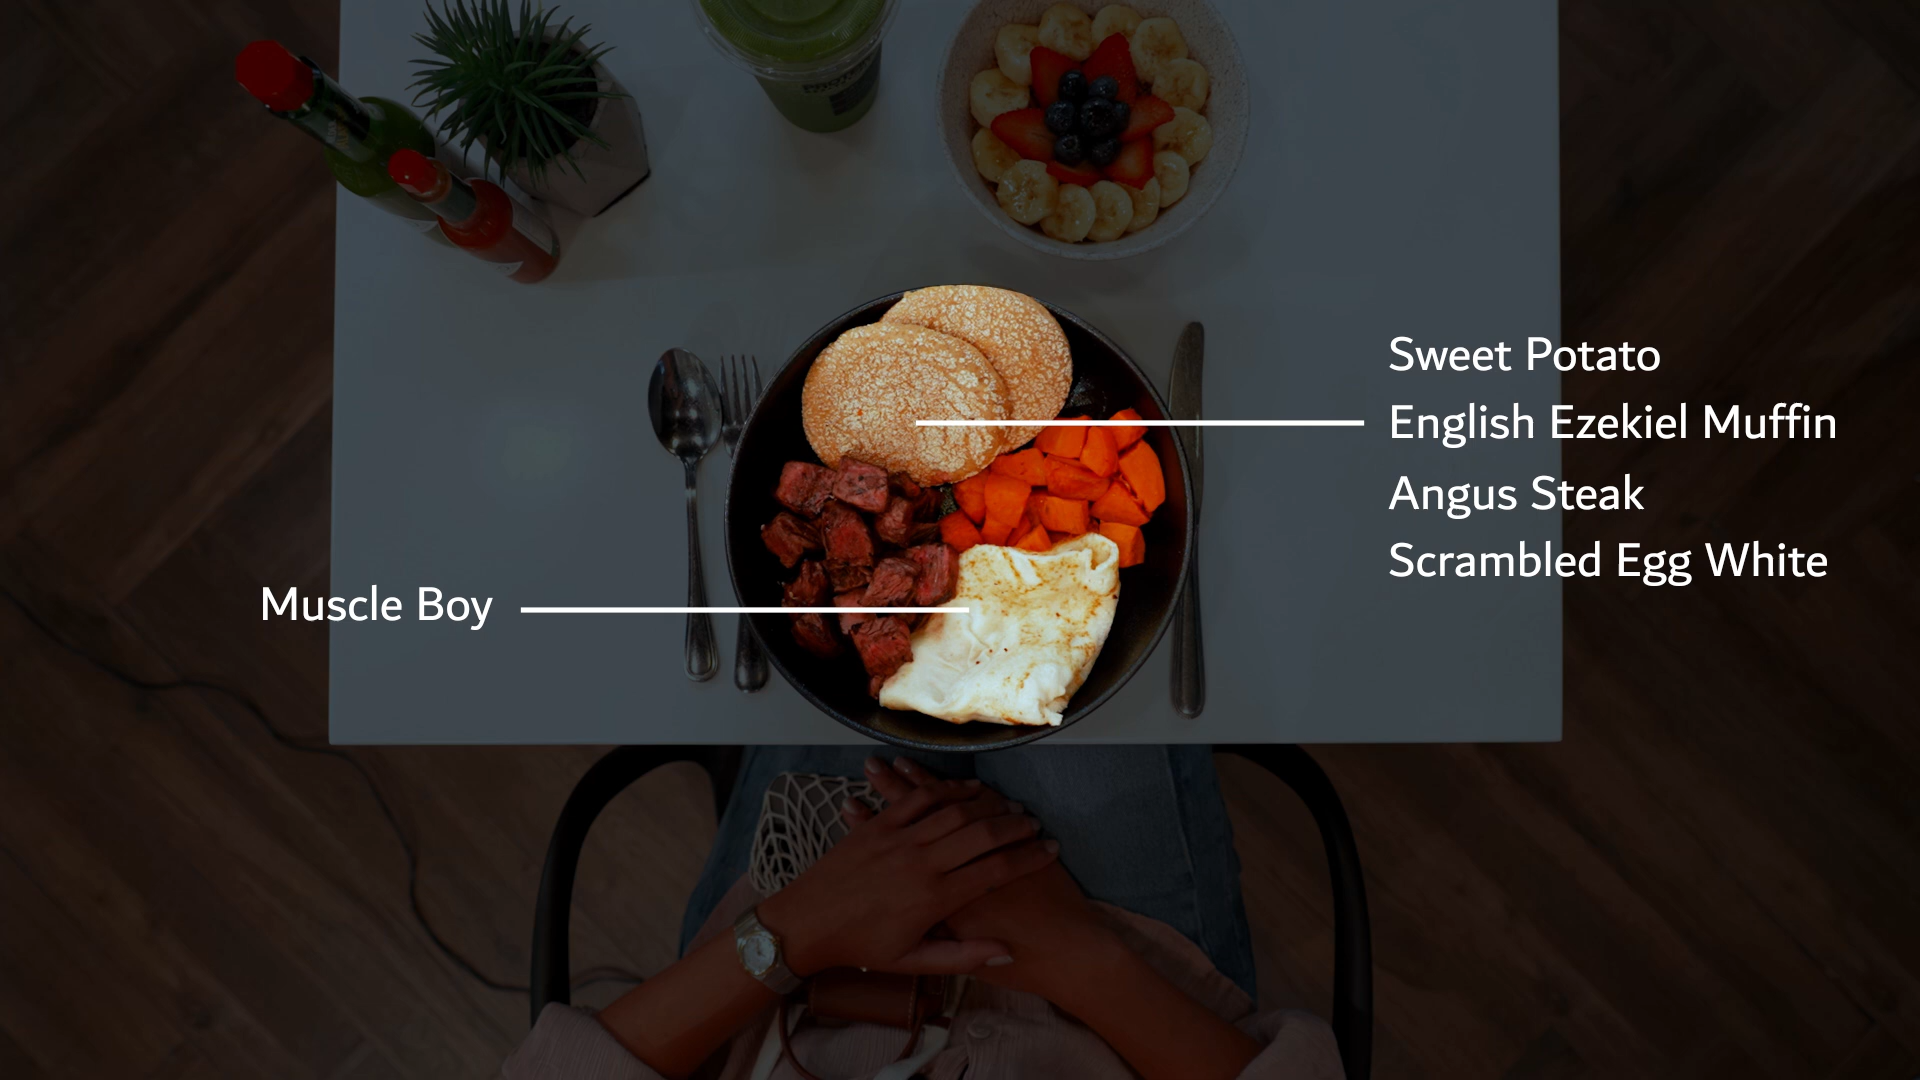 Sweet Potato
English Ezekiel Muffin
Angus Steak
Scrambled Egg White
Muscle Boy